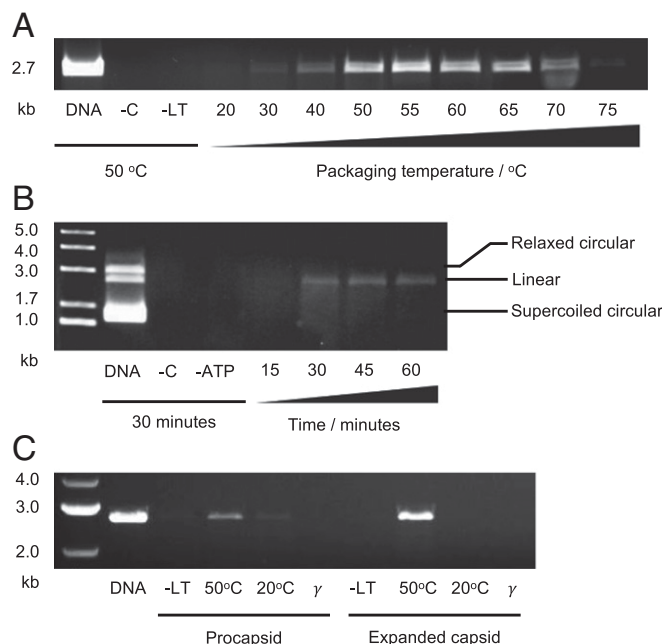 A
2.7
kb
DNA -C -LT 20 30 40 50 55 60 65 70 75
50 °C
Packaging temperature / °C
B
5.0
4.0
3.0
1.7
1.0
kb
Relaxed circular
Linear
Supercoiled circular
DNA -C -ATP 15 30 45 60
30 minutes
Time / minutes
C
4.0
3.0
2.0
kb
DNA -LT 50°C 20°C γ -LT 50°C 20°C γ
Procapsid
Expanded capsid